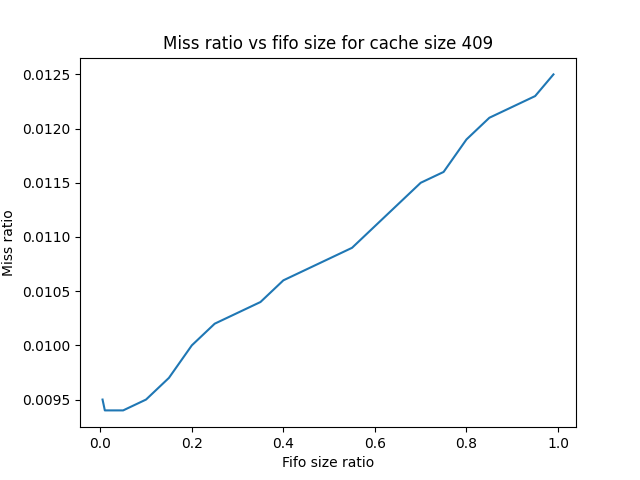 Miss ratio vs fifo size for cache size 409
0.0125
0.0120
0.0115
0.0110
0.0105
0.0100
0.0095
Miss ratio
0.0 0.2 0.4 0.6 0.8 1.0
Fifo size ratio